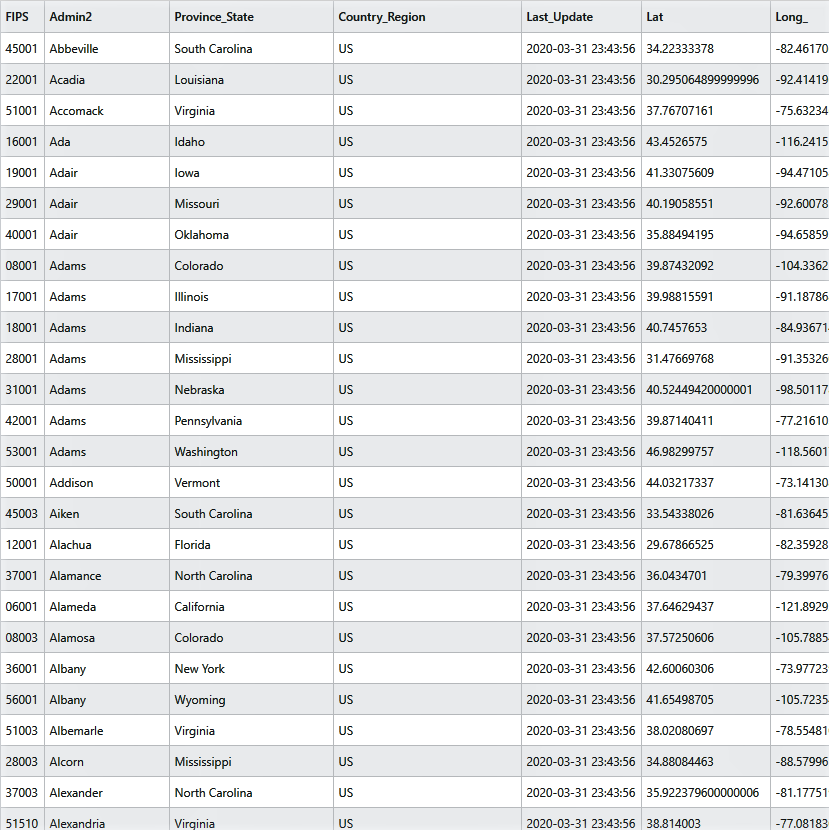 FIPS Admin2 Province_State Country_Region Last_Update Lat Long_
45001 Abbeville South Carolina US 2020-03-31 23:43:56 34.22333378 -82.46170
22001 Acadia Louisiana US 2020-03-31 23:43:56 30.295064899999996 -92.41419
51001 Accomack Virginia US 2020-03-31 23:43:56 37.76707161 -75.63234
16001 Ada Idaho US 2020-03-31 23:43:56 43.4526575 -116.2415
19001 Adair Iowa US 2020-03-31 23:43:56 41.33075609 -94.47105
29001 Adair Missouri US 2020-03-31 23:43:56 40.19058551 -92.60078
40001 Adair Oklahoma US 2020-03-31 23:43:56 35.88494195 -94.65859
08001 Adams Colorado US 2020-03-31 23:43:56 39.87432092 -104.3362
17001 Adams Illinois US 2020-03-31 23:43:56 39.98815591 -91.18786
18001 Adams Indiana US 2020-03-31 23:43:56 40.7457653 -84.93671
28001 Adams Mississippi US 2020-03-31 23:43:56 31.47669768 -91.35326
31001 Adams Nebraska US 2020-03-31 23:43:56 40.52449420000001 -98.50117
42001 Adams Pennsylvania US 2020-03-31 23:43:56 39.87140411 -77.21610
53001 Adams Washington US 2020-03-31 23:43:56 46.98299757 -118.5601
50001 Addison Vermont US 2020-03-31 23:43:56 44.03217337 -73.14130
45003 Aiken South Carolina US 2020-03-31 23:43:56 33.54338026 -81.63645
12001 Alachua Florida US 2020-03-31 23:43:56 29.67866525 -82.35928
37001 Alamance North Carolina US 2020-03-31 23:43:56 36.0434701 -79.39976
06001 Alameda California US 2020-03-31 23:43:56 37.64629437 -121.8929
08003 Alamosa Colorado US 2020-03-31 23:43:56 37.57250606 -105.7885
36001 Albany New York US 2020-03-31 23:43:56 42.60060306 -73.97723
56001 Albany Wyoming US 2020-03-31 23:43:56 41.65498705 -105.7235
51003 Albemarle Virginia US 2020-03-31 23:43:56 38.02080697 -78.55481
28003 Alcorn Mississippi US 2020-03-31 23:43:56 34.88084463 -88.57996
37003 Alexander North Carolina US 2020-03-31 23:43:56 35.922379600000006 -81.17751
51510 Alexandria Virginia US 2020-03-31 23:43:56 38.814003 -77.08183